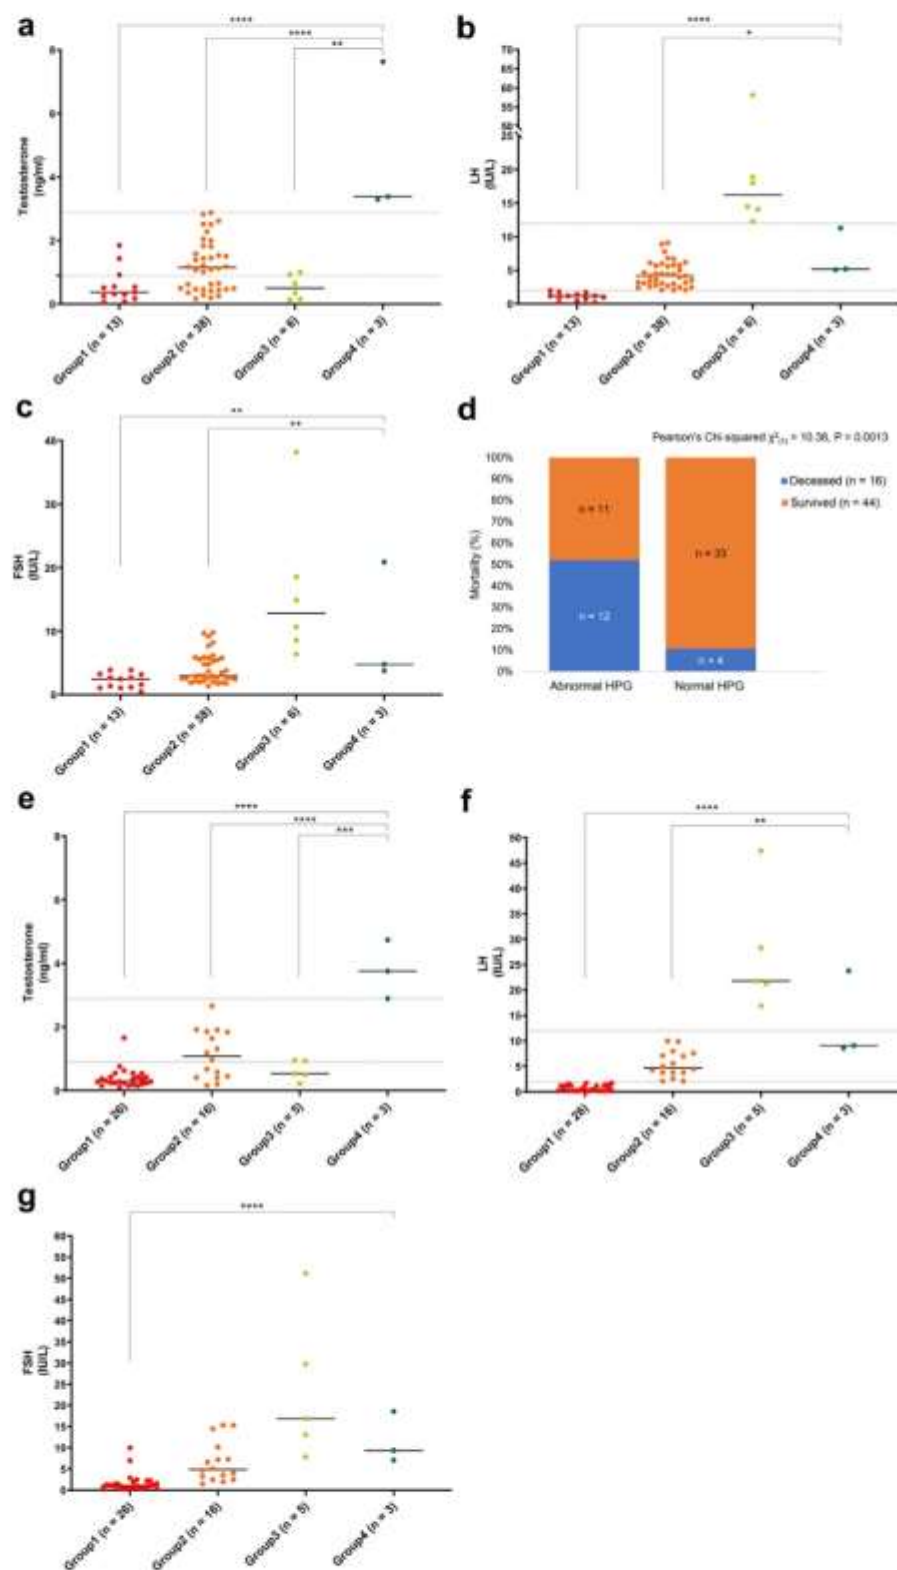 a
****
****
**
8
6
4
2
0
Testosterone
(ng/ml)
Group1 (n = 13)
Group2 (n = 38)
Group3 (n = 6)
Group4 (n = 3)
b
****
*
70
65
60
55
50
25
20
15
10
5
0
LH
(IU/L)
Group1 (n = 13)
Group2 (n = 38)
Group3 (n = 6)
Group4 (n = 3)
c
**
**
40
30
20
10
0
FSH
(IU/L)
Group1 (n = 13)
Group2 (n = 38)
Group3 (n = 6)
Group4 (n = 3)
d
Pearson's Chi-squared χ²(1) = 10.36, P = 0.0013
100%
90%
80%
70%
60%
50%
40%
30%
20%
10%
0%
Mortality (%)
n = 11
n = 12
n = 33
n = 4
Abnormal HPG
Normal HPG
Deceased (n = 16)
Survived (n = 44)
e
****
****
***
8
6
4
2
0
Testosterone
(ng/ml)
Group1 (n = 26)
Group2 (n = 16)
Group3 (n = 5)
Group4 (n = 3)
f
****
**
50
45
40
35
30
25
20
15
10
5
0
LH
(IU/L)
Group1 (n = 26)
Group2 (n = 16)
Group3 (n = 5)
Group4 (n = 3)
g
****
60
55
50
45
40
35
30
25
20
15
10
5
0
FSH
(IU/L)
Group1 (n = 26)
Group2 (n = 16)
Group3 (n = 5)
Group4 (n = 3)